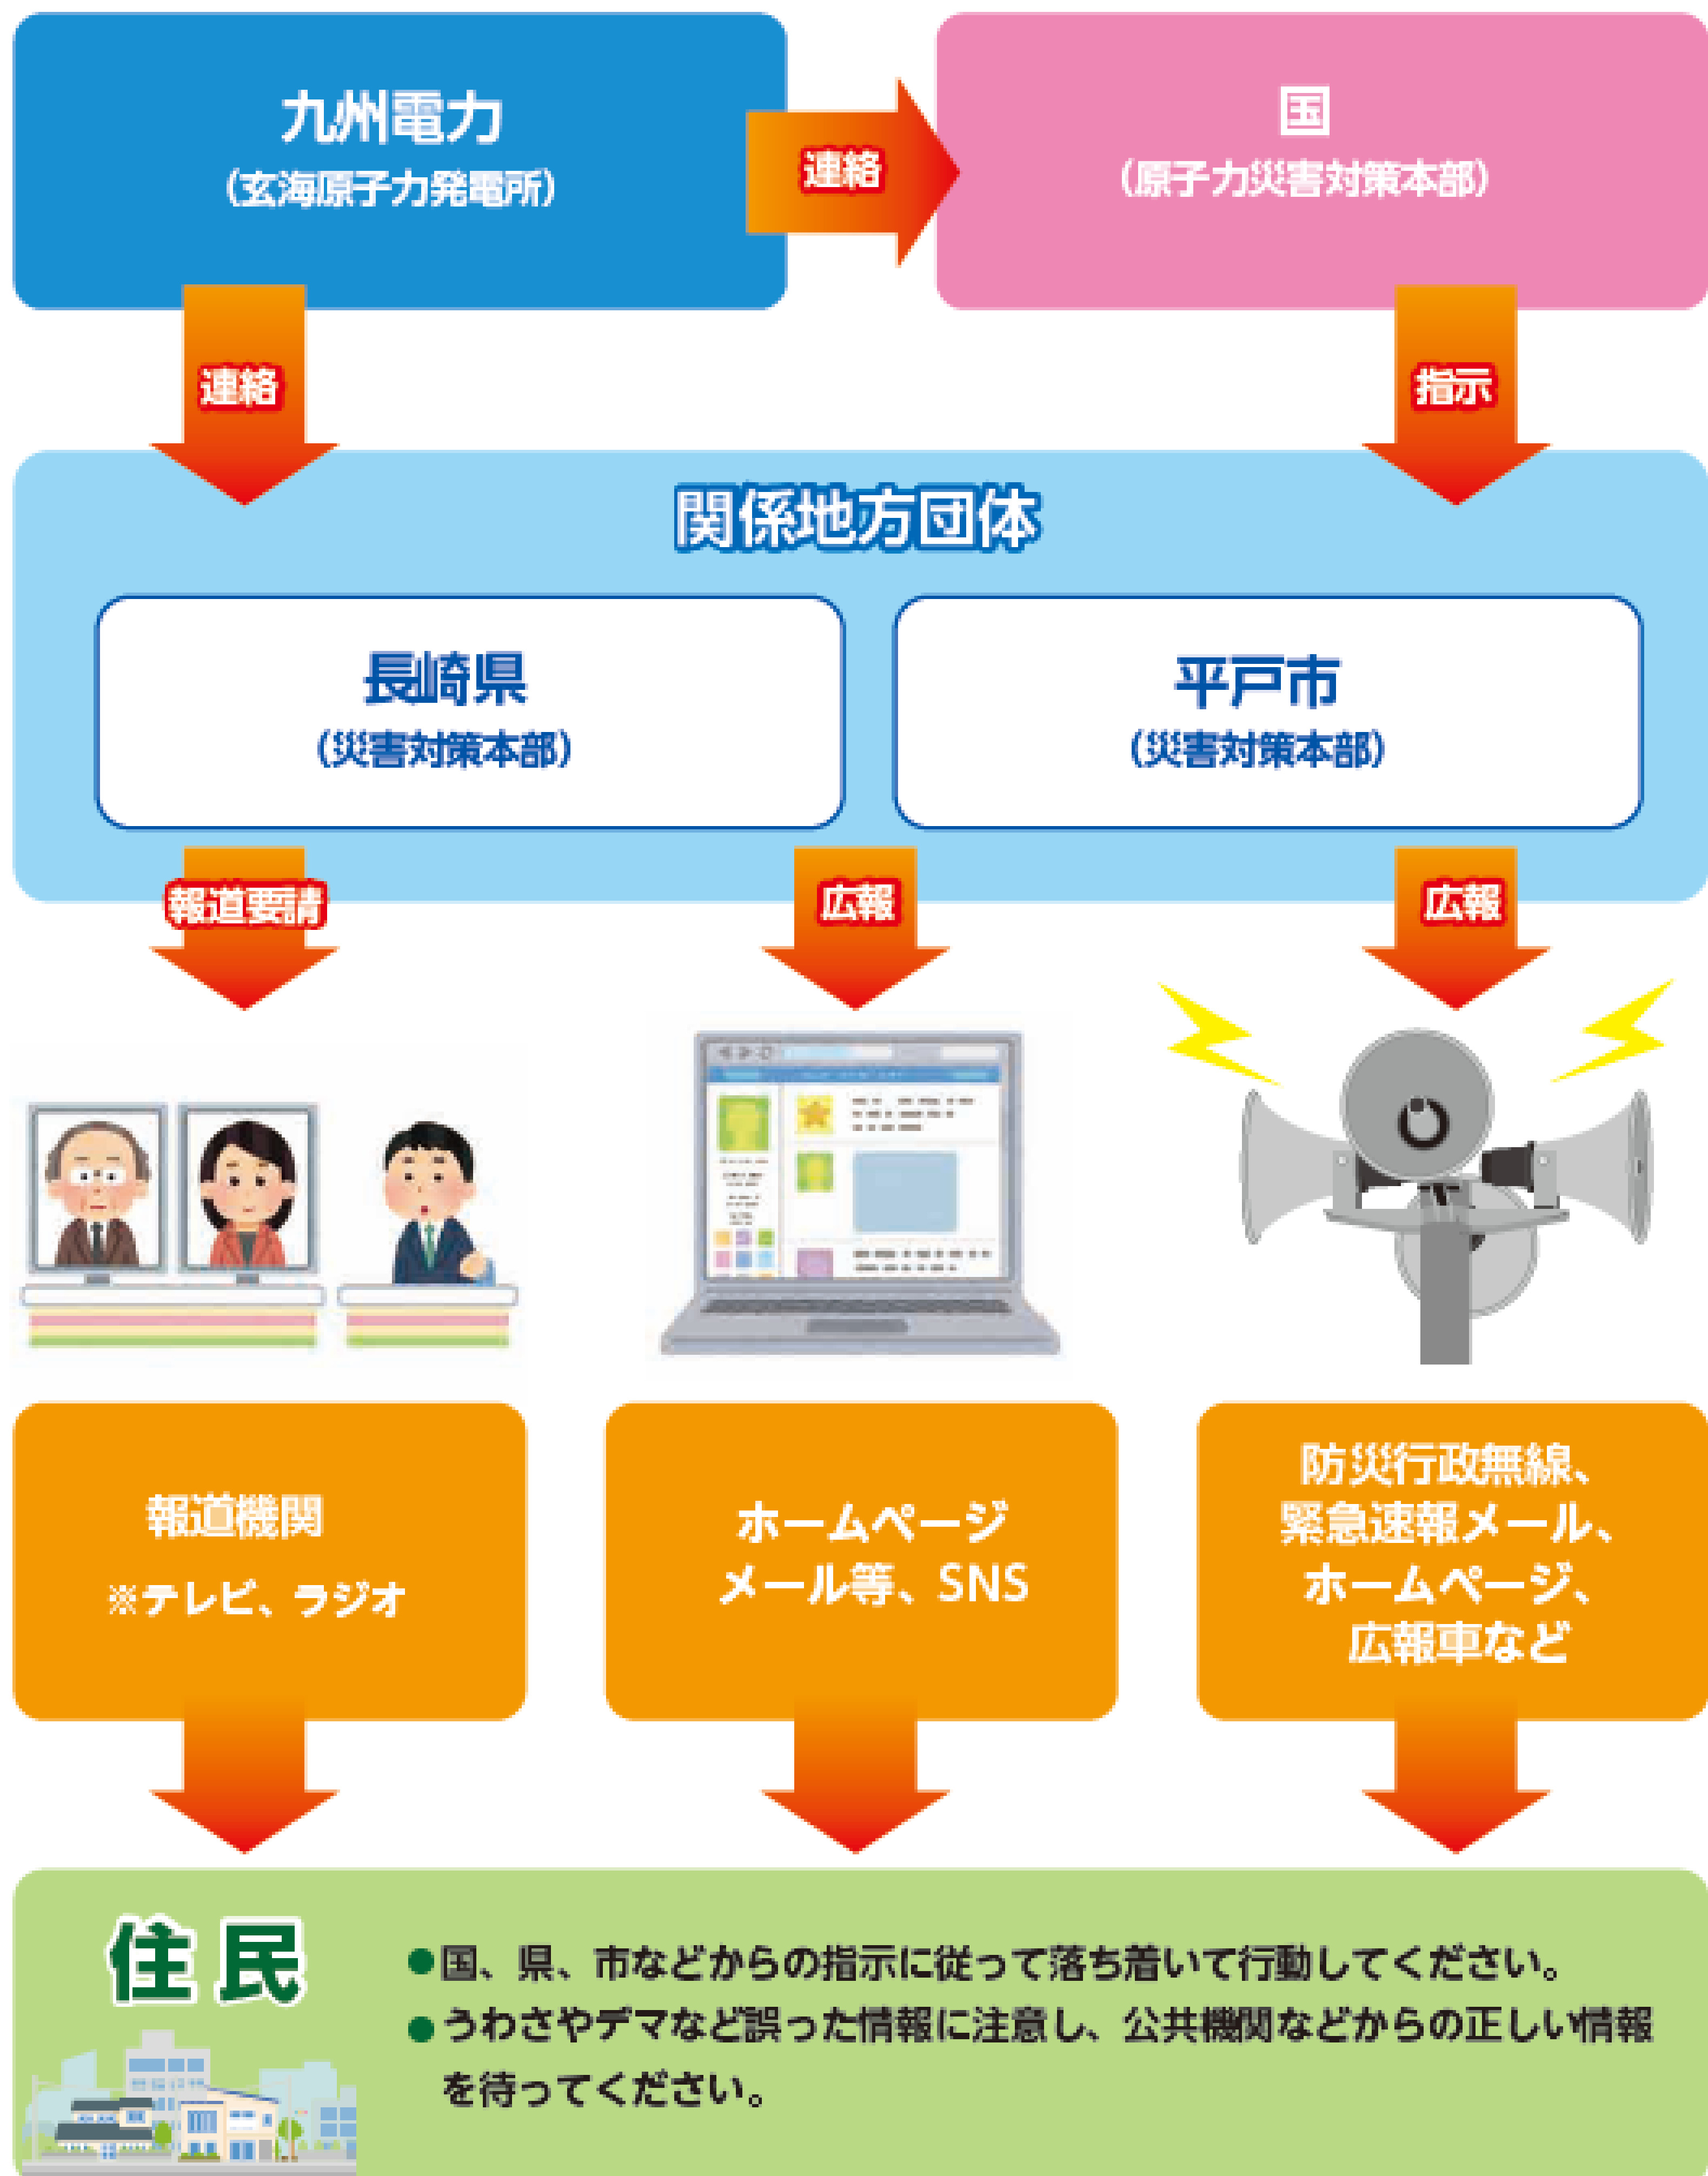 九州電力
（玄海原子力発電所）
連絡
国
（原子力災害対策本部）
連絡
指示
関係地方団体
長崎県
（災害対策本部）
平戸市
（災害対策本部）
報道要請
広報
広報
報道機関
※テレビ、ラジオ
ホームページ
メール等、SNS
防災行政無線、
緊急速報メール、
ホームページ、
広報車など
住民
●国、県、市などからの指示に従って落ち着いて行動してください。
●うわさやデマなど誤った情報に注意し、公共機関などからの正しい情報
を待ってください。